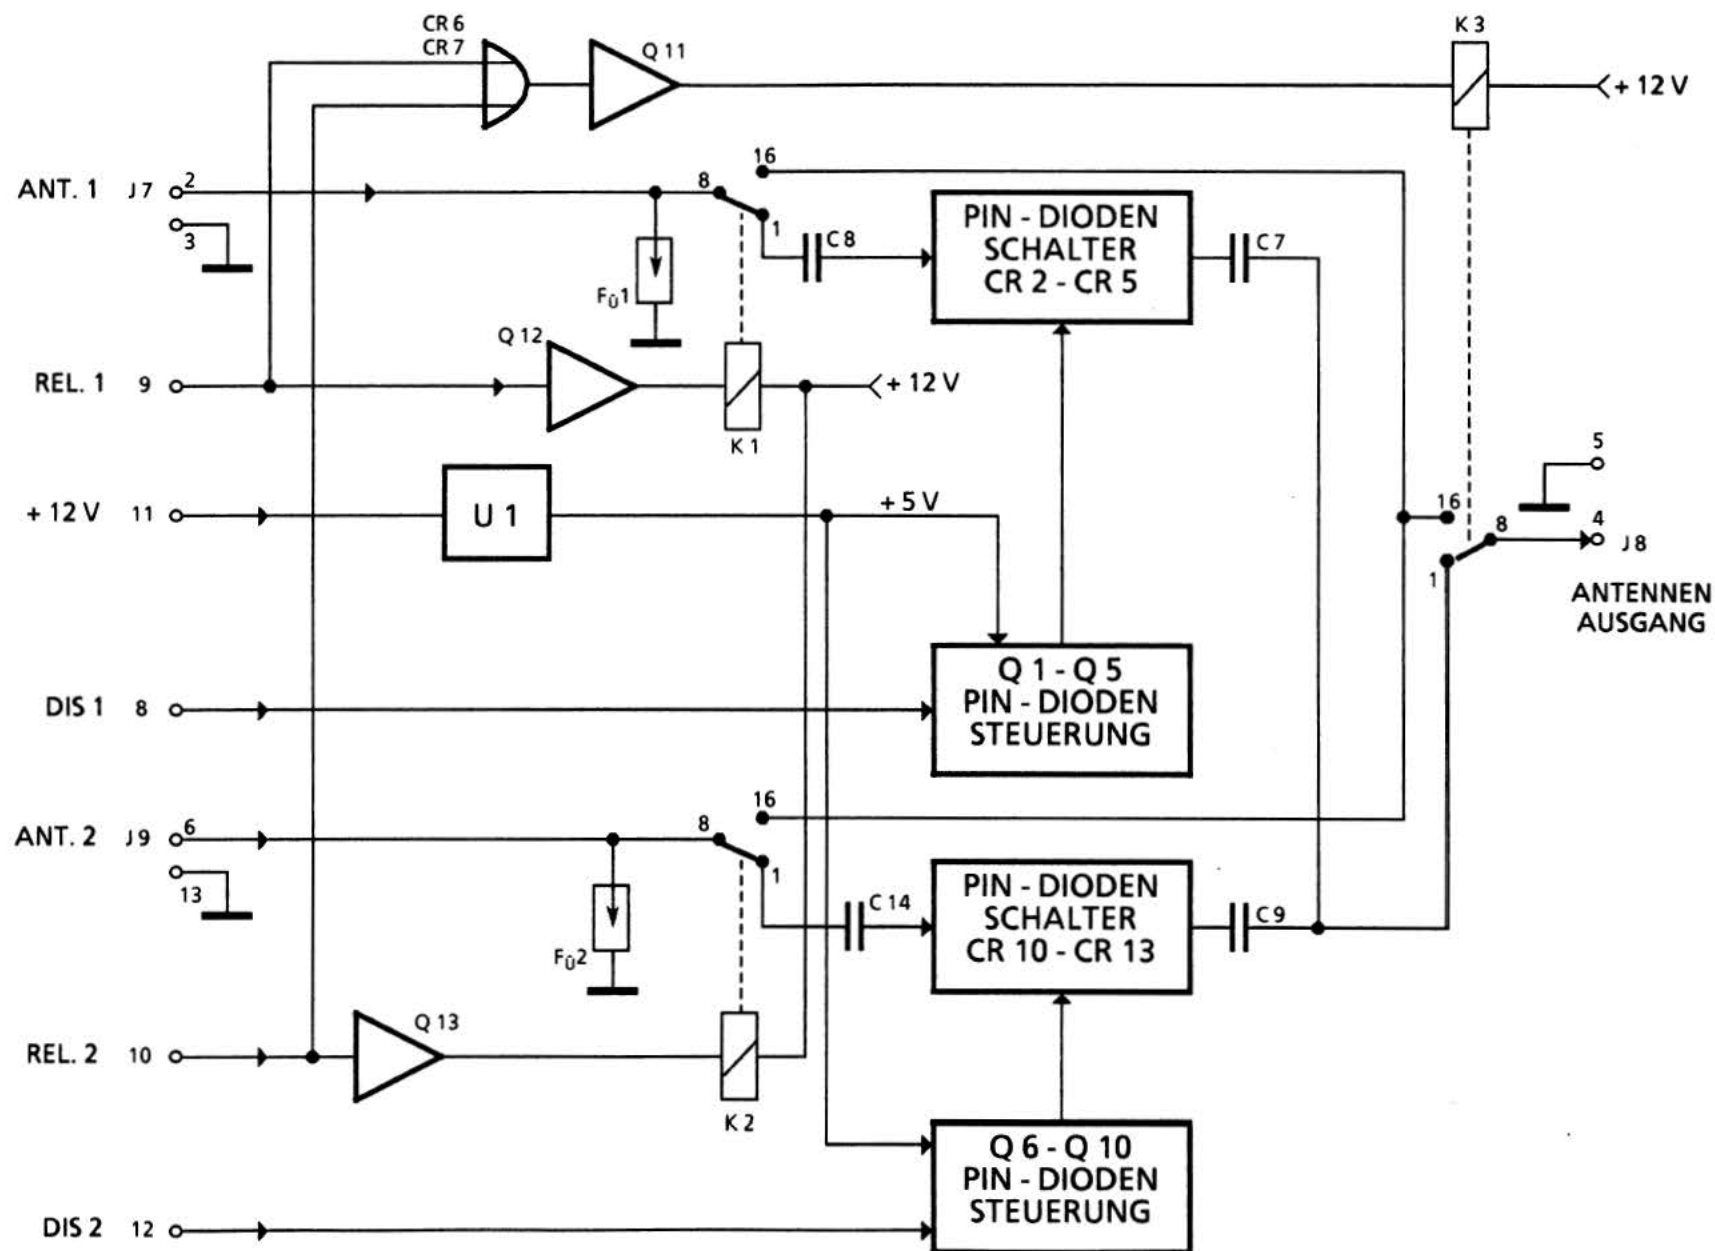 CR 6
CR 7
Q 11
K 3
+ 12 V
16
ANT. 1 J 7 2
8
1
3
C 8
PIN - DIODEN
SCHALTER
CR 2 - CR 5
C 7
Fû1
Q 12
REL. 1 9
+ 12 V
K 1
5
+ 12 V 11
U 1
+ 5 V
16
8
4
J 8
1
ANTENNEN
AUSGANG
Q 1 - Q 5
PIN - DIODEN
STEUERUNG
DIS 1 8
16
ANT. 2 J 9 6
8
1
13
C 14
PIN - DIODEN
SCHALTER
CR 10 - CR 13
C 9
Fû2
Q 13
REL. 2 10
K 2
Q 6 - Q 10
PIN - DIODEN
STEUERUNG
DIS 2 12